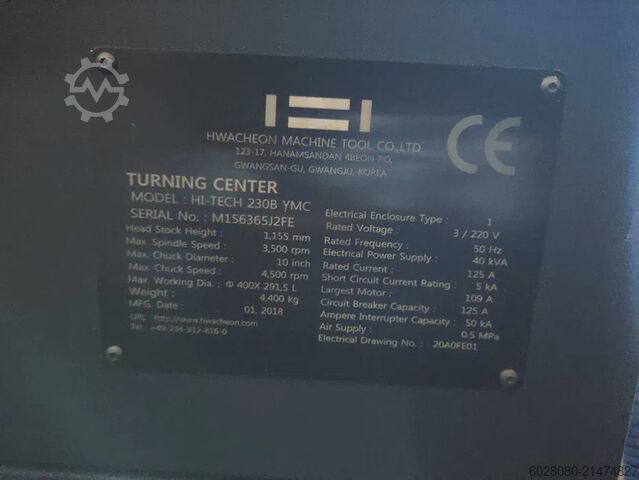 HWACHEON MACHINE TOOL CO.,LTD
123-17, HANAMSANDAN 4BEON-RO,
GWANGSAN-GU, GWANGJU, KOREA
CE
TURNING CENTER
MODEL : HI-TECH 230B YMC
SERIAL No. : M156365J2FE
Head Stock Height : 1,155 mm
Max. Spindle Speed : 3,500 rpm
Max. Chuck Diameter : 10 inch
Max. Chuck Speed : 4,500 rpm
Max. Working Dia. : Φ 400X 291,5 L
Weight : 4,400 kg
MFG. Date : 01. 2018
URL http://www.hwacheon.com
Tel +49-234-912-816-0
Electrical Enclosure Type : 1
Rated Voltage : 3 / 220 V
Rated Frequency : 50 Hz
Electrical Power Supply : 40 kVA
Rated Current : 125 A
Short Circuit Current Rating : 5 kA
Largest Motor : 109 A
Circuit Breaker Capacity : 125 A
Ampere Interrupter Capacity : 50 kA
Air Supply : 0.5 MPa
Electrical Drawing No. : 20A0FE01
6028080-21474827